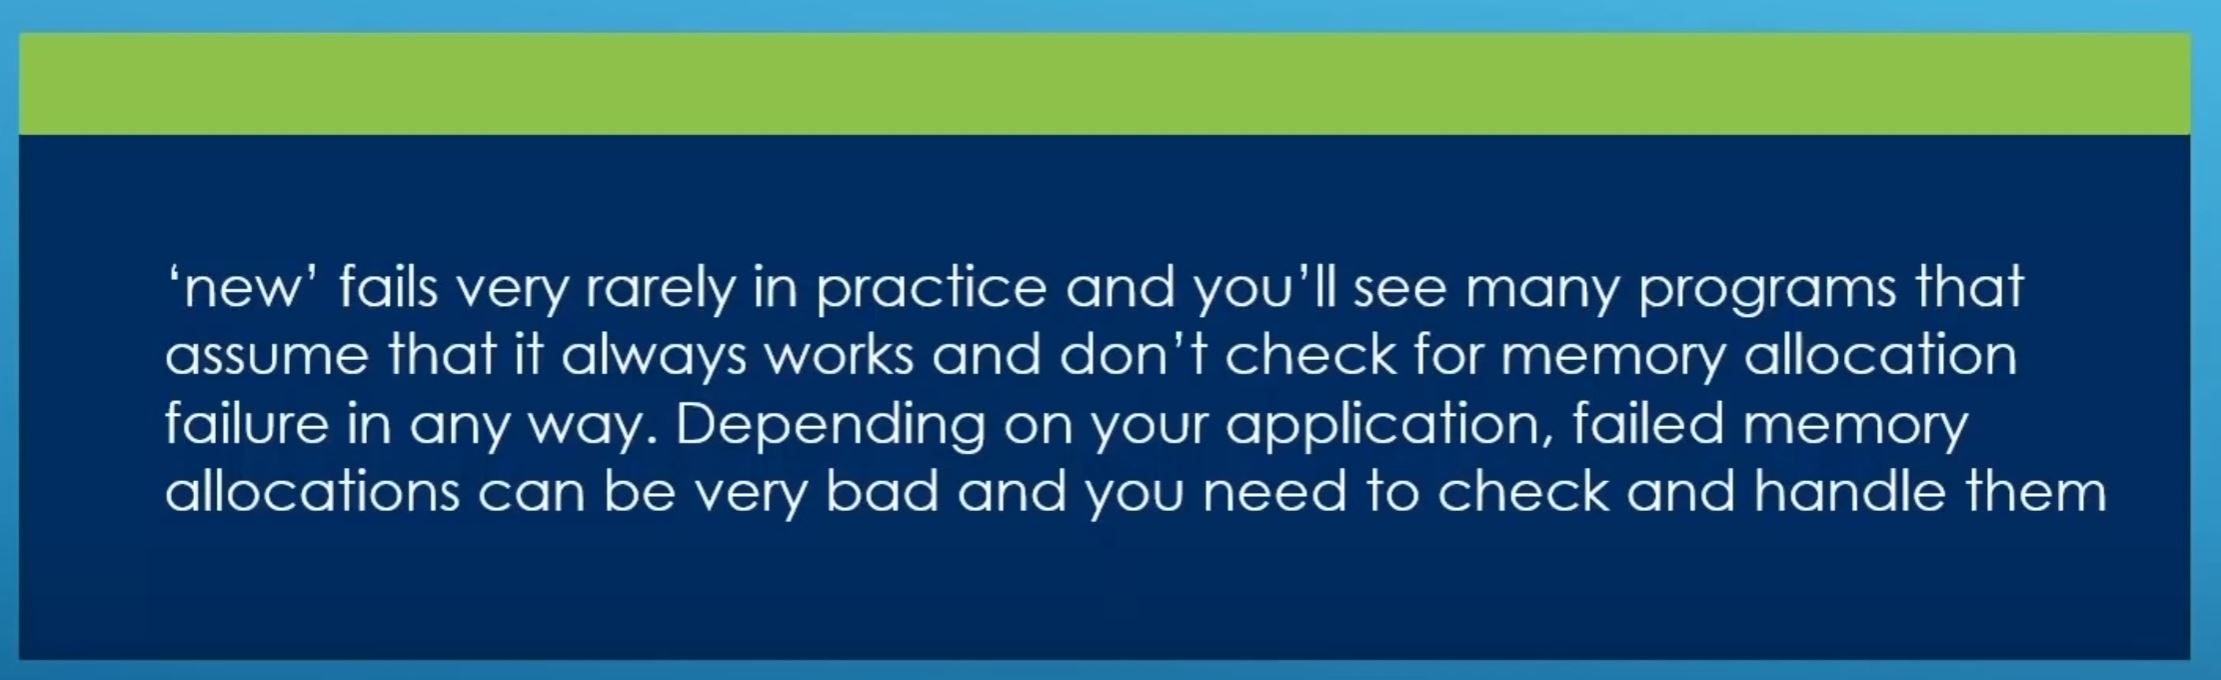 ‘new’ fails very rarely in practice and you’ll see many programs that
assume that it always works and don’t check for memory allocation
failure in any way. Depending on your application, failed memory
allocations can be very bad and you need to check and handle them